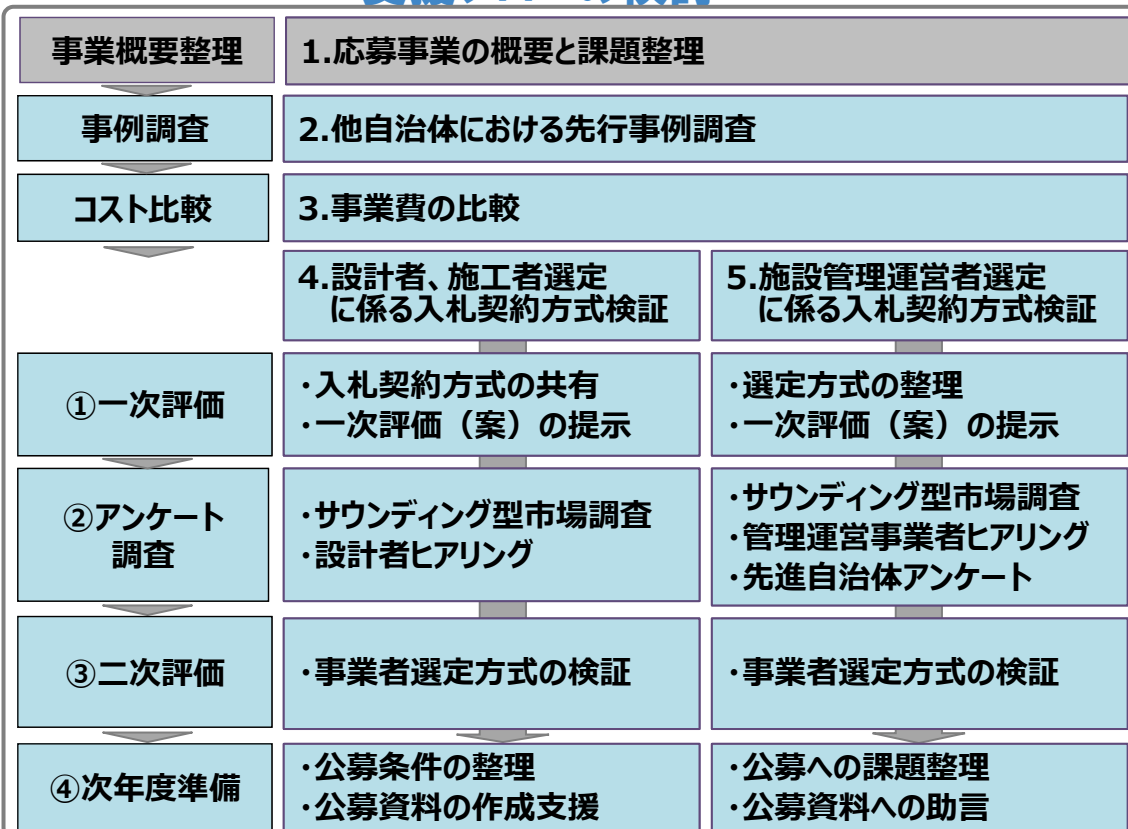 事業概要整理
1.応募事業の概要と課題整理
事例調査
2.他自治体における先行事例調査
コスト比較
3.事業費の比較
4.設計者、施工者選定
に係る入札契約方式検証
5.施設管理運営者選定
に係る入札契約方式検証
①一次評価
・入札契約方式の共有
・一次評価（案）の提示
・選定方式の整理
・一次評価（案）の提示
②アンケート
調査
・サウンディング型市場調査
・設計者ヒアリング
・サウンディング型市場調査
・管理運営事業者ヒアリング
・先進自治体アンケート
③二次評価
・事業者選定方式の検証
・事業者選定方式の検証
④次年度準備
・公募条件の整理
・公募資料の作成支援
・公募への課題整理
・公募資料への助言